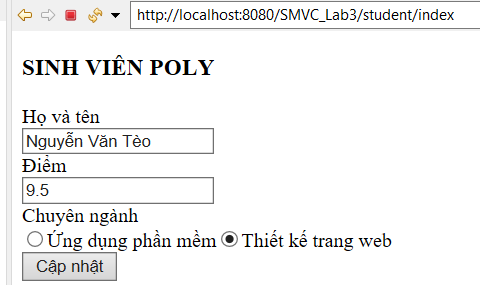 http://localhost:8080/SMVC_Lab3/student/index
SINH VIÊN POLY
Họ và tên
Nguyễn Văn Tèo
Điểm
9.5
Chuyên ngành
Ứng dụng phần mềm Thiết kế trang web
Cập nhật